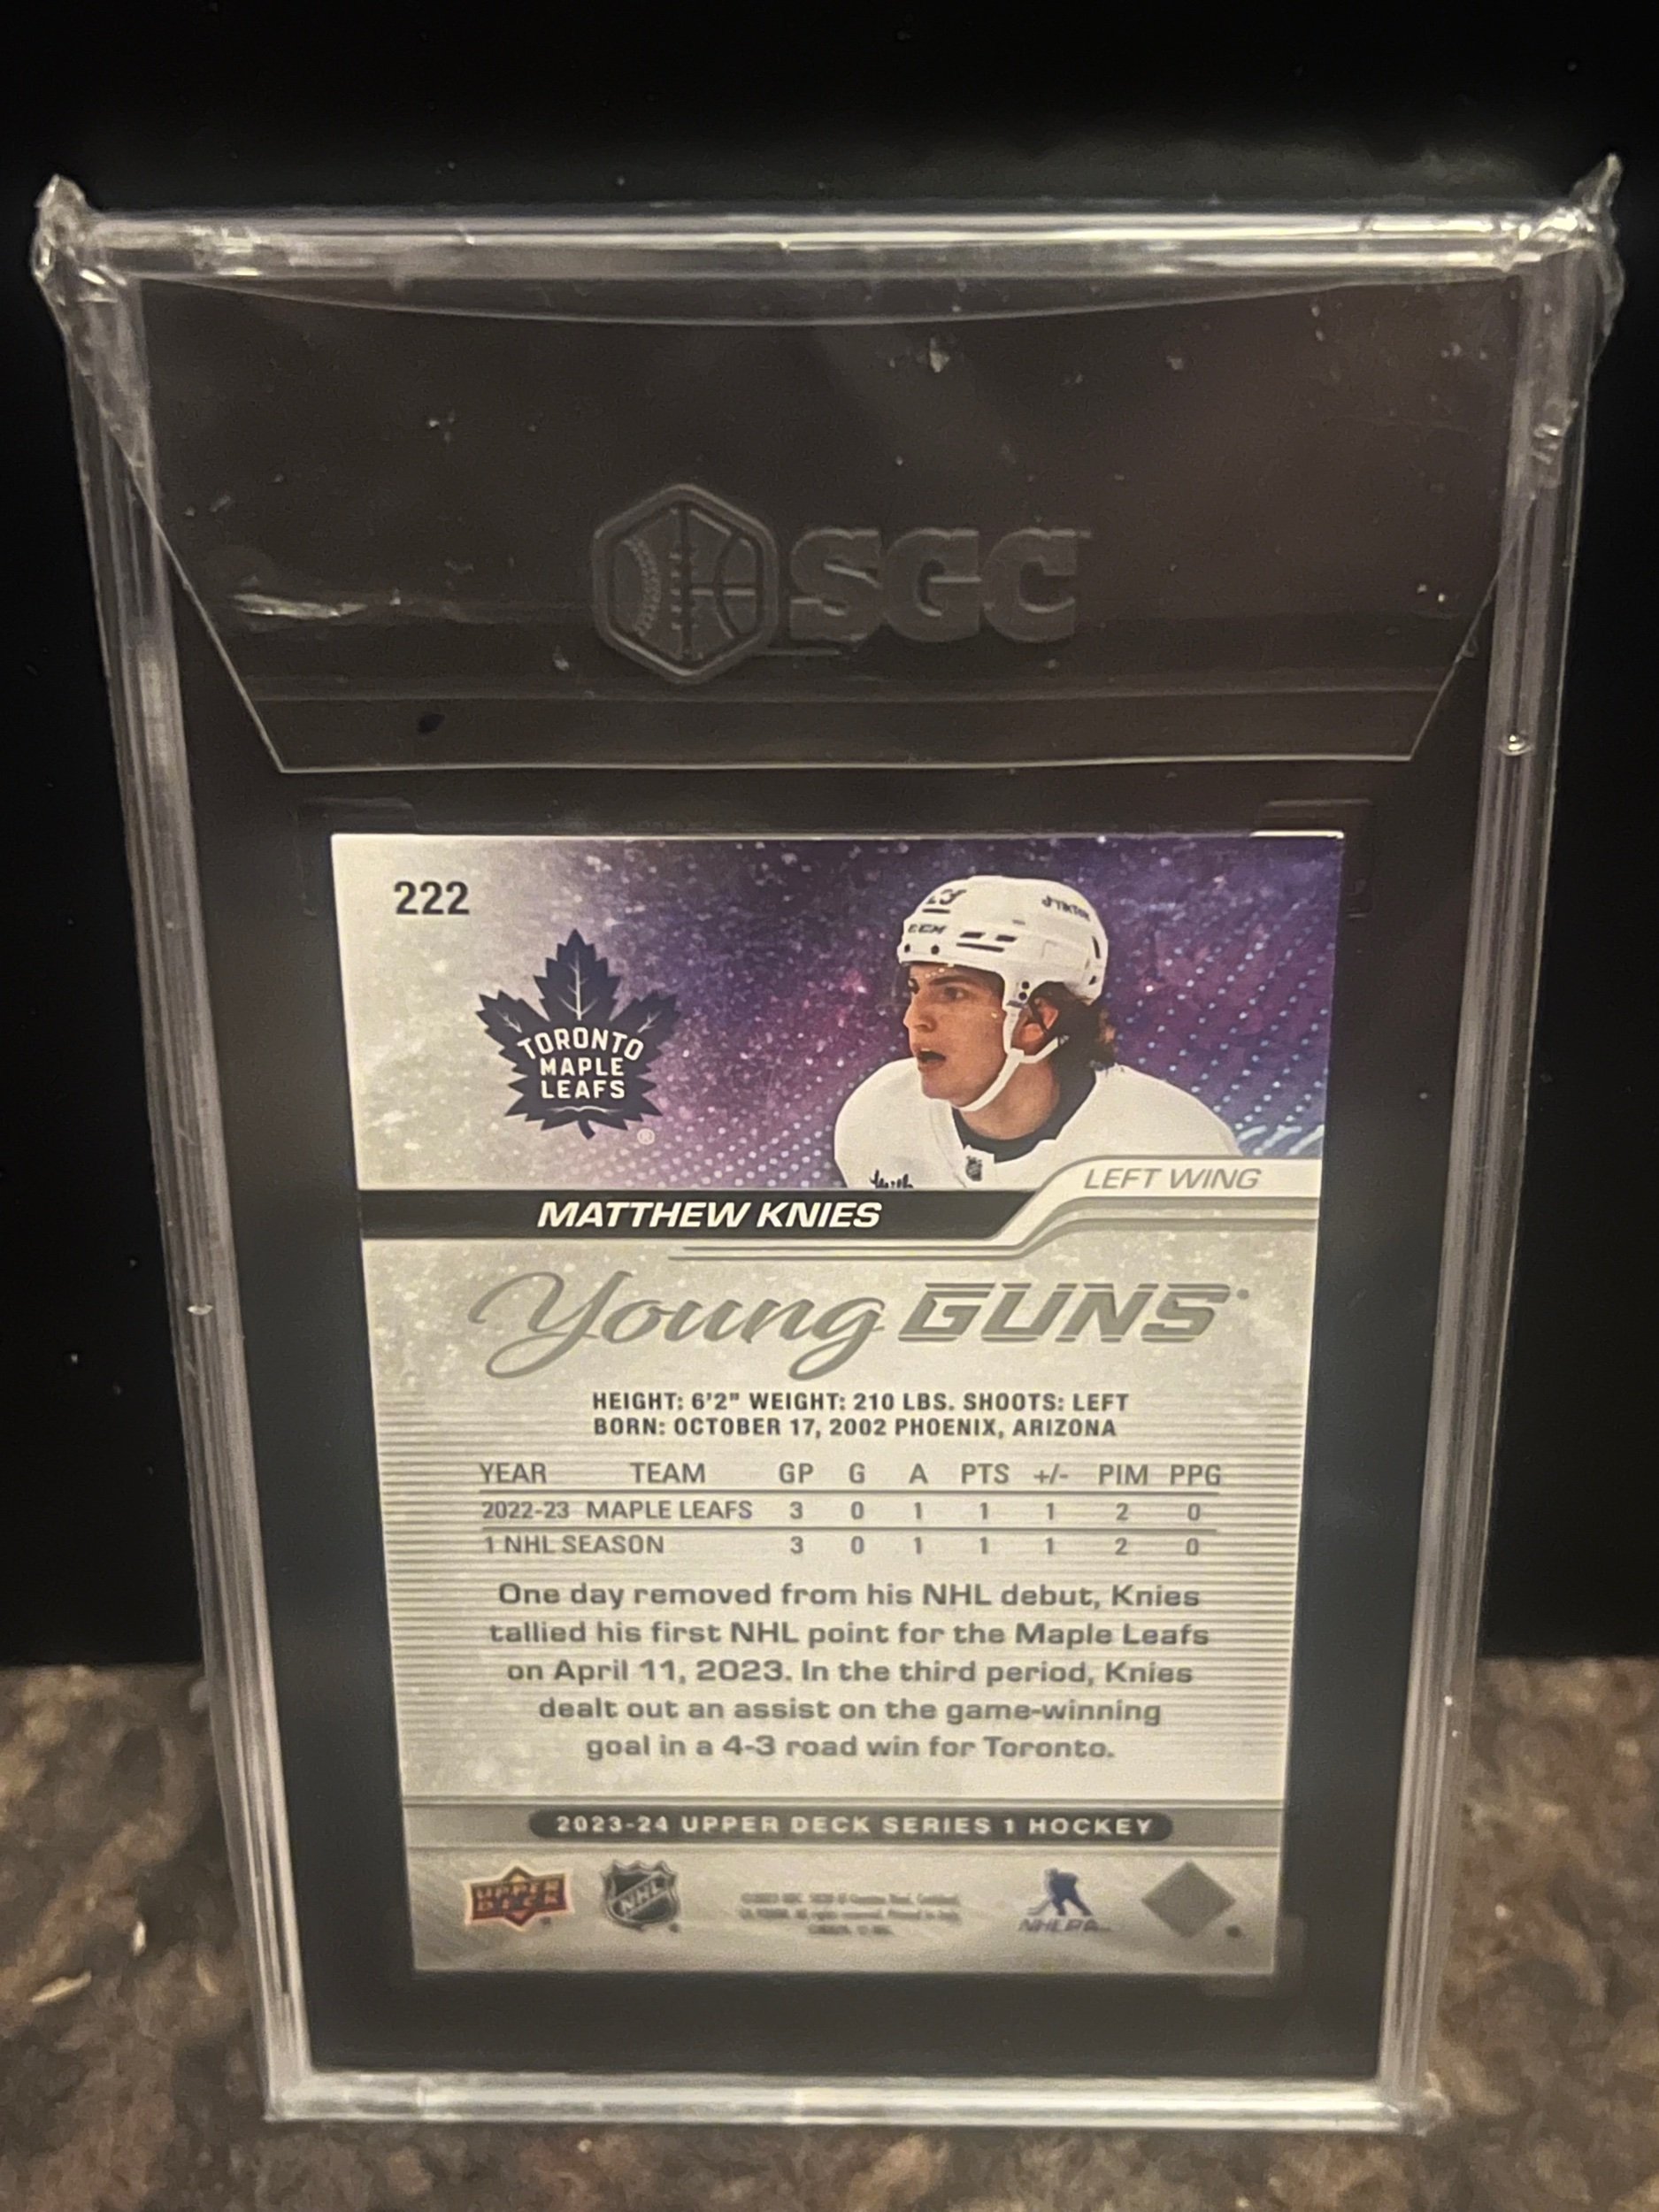 SGC
222
23
CCM
TIKTOK
TORONTO
MAPLE
LEAFS
®
LEFT WING
MATTHEW KNIES
Young GUNS
HEIGHT: 6'2" WEIGHT: 210 LBS. SHOOTS: LEFT
BORN: OCTOBER 17, 2002 PHOENIX, ARIZONA
YEAR TEAM GP G A PTS +/- PIM PPG
2022-23 MAPLE LEAFS 3 0 1 1 1 2 0
1 NHL SEASON 3 0 1 1 1 2 0
One day removed from his NHL debut, Knies
tallied his first NHL point for the Maple Leafs
on April 11, 2023. In the third period, Knies
dealt out an assist on the game-winning
goal in a 4-3 road win for Toronto.
2023-24 UPPER DECK SERIES 1 HOCKEY
UPPER
DECK
NHL
NHLPA